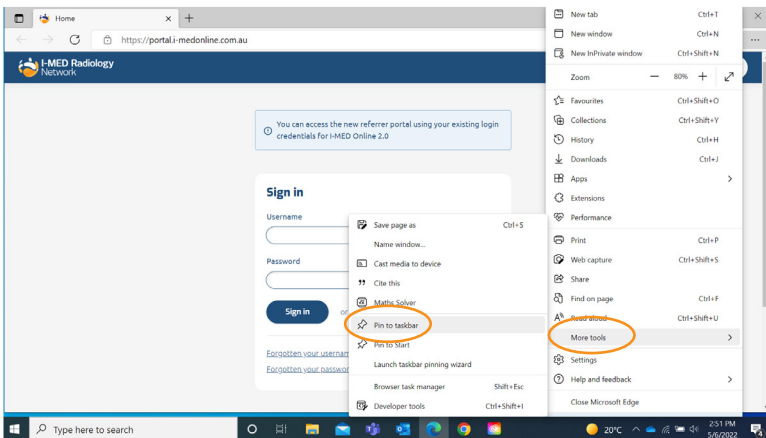 Home
https://portal.i-medonline.com.au
I-MED Radiology
Network
You can access the new referrer portal using your existing login
credentials for I-MED Online 2.0
Sign in
Username
Password
Sign in or
Forgotten your usernam
Forgotten your passwor
New tab Ctrl+T
New window Ctrl+N
New InPrivate window Ctrl+Shift+N
Zoom — 80% +
Favourites Ctrl+Shift+O
Collections Ctrl+Shift+Y
History Ctrl+H
Downloads Ctrl+J
Apps
Extensions
Performance
Print Ctrl+P
Web capture Ctrl+Shift+S
Share
Find on page Ctrl+F
Read aloud Ctrl+Shift+U
More tools
Settings
Help and feedback
Close Microsoft Edge
Save page as Ctrl+S
Name window...
Cast media to device
Cite this
Maths Solver
Pin to taskbar
Pin to Start
Launch taskbar pinning wizard
Browser task manager Shift+Esc
Developer tools Ctrl+Shift+I
Type here to search
20°C
2:51 PM
5/6/2022